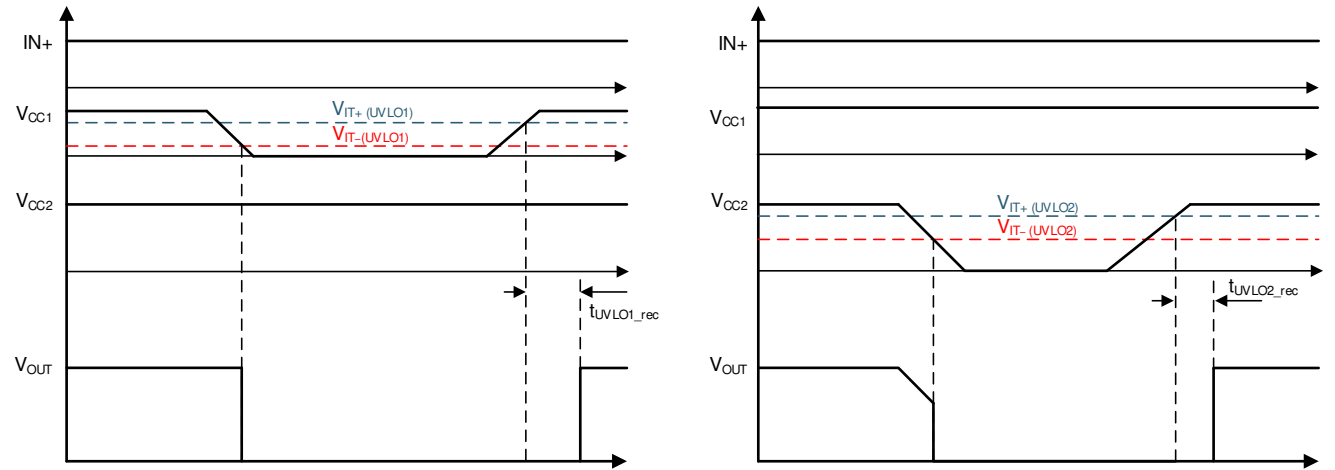 IN+
VCC1
VIT+ (UVLO1)
VIT–(UVLO1)
VCC2
tUVLO1_rec
VOUT
IN+
VCC1
VCC2
VIT+ (UVLO2)
VIT– (UVLO2)
tUVLO2_rec
VOUT